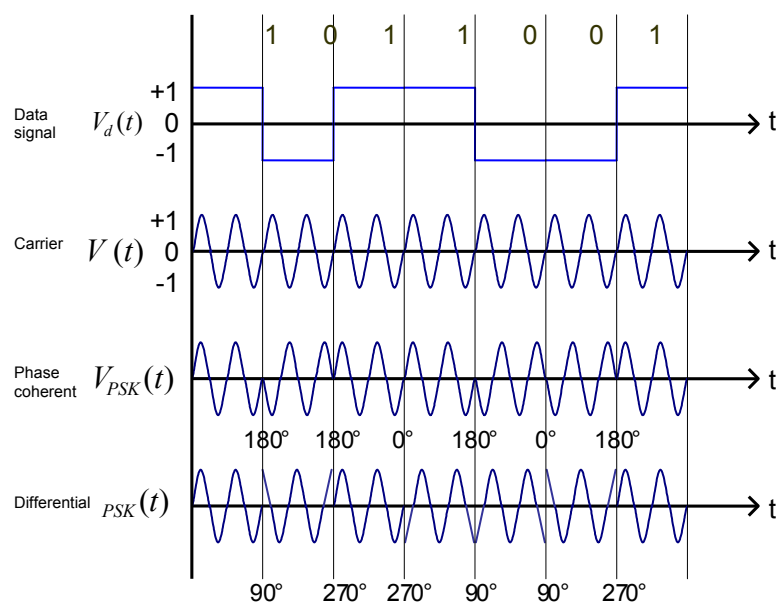 1 0 1 1 0 0 1
+1
Data
signal
V_d(t) 0 t
-1
+1
Carrier V(t) 0 t
-1
Phase
coherent
V_PSK(t) t
180° 180° 0° 180° 0° 180°
Differential PSK(t) t
90° 270° 270° 90° 90° 270°